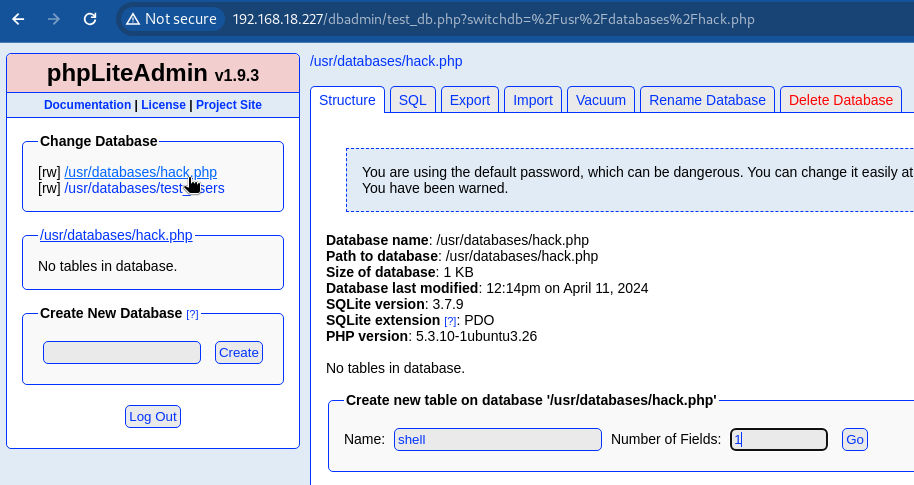 Not secure 192.168.18.227/dbadmin/test_db.php?switchdb=%2Fusr%2Fdatabases%2Fhack.php
phpLiteAdmin v1.9.3
Documentation | License | Project Site
Change Database
[rw] /usr/databases/hack.php
[rw] /usr/databases/test_users
/usr/databases/hack.php
No tables in database.
Create New Database [?]
Create
Log Out
/usr/databases/hack.php
Structure SQL Export Import Vacuum Rename Database Delete Database
You are using the default password, which can be dangerous. You can change it easily at
You have been warned.
Database name: /usr/databases/hack.php
Path to database: /usr/databases/hack.php
Size of database: 1 KB
Database last modified: 12:14pm on April 11, 2024
SQLite version: 3.7.9
SQLite extension [?]: PDO
PHP version: 5.3.10-1ubuntu3.26
No tables in database.
Create new table on database '/usr/databases/hack.php'
Name: shell Number of Fields: 1 Go